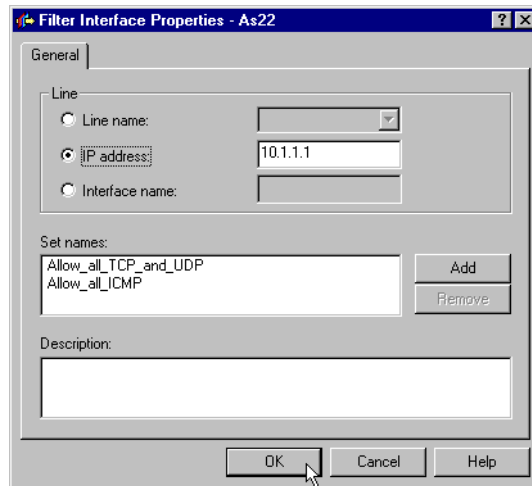 Filter Interface Properties - As22
General
Line
Line name:
IP address: 10.1.1.1
Interface name:
Set names:
Allow_all_TCP_and_UDP
Allow_all_ICMP
Add
Remove
Description:
OK Cancel Help